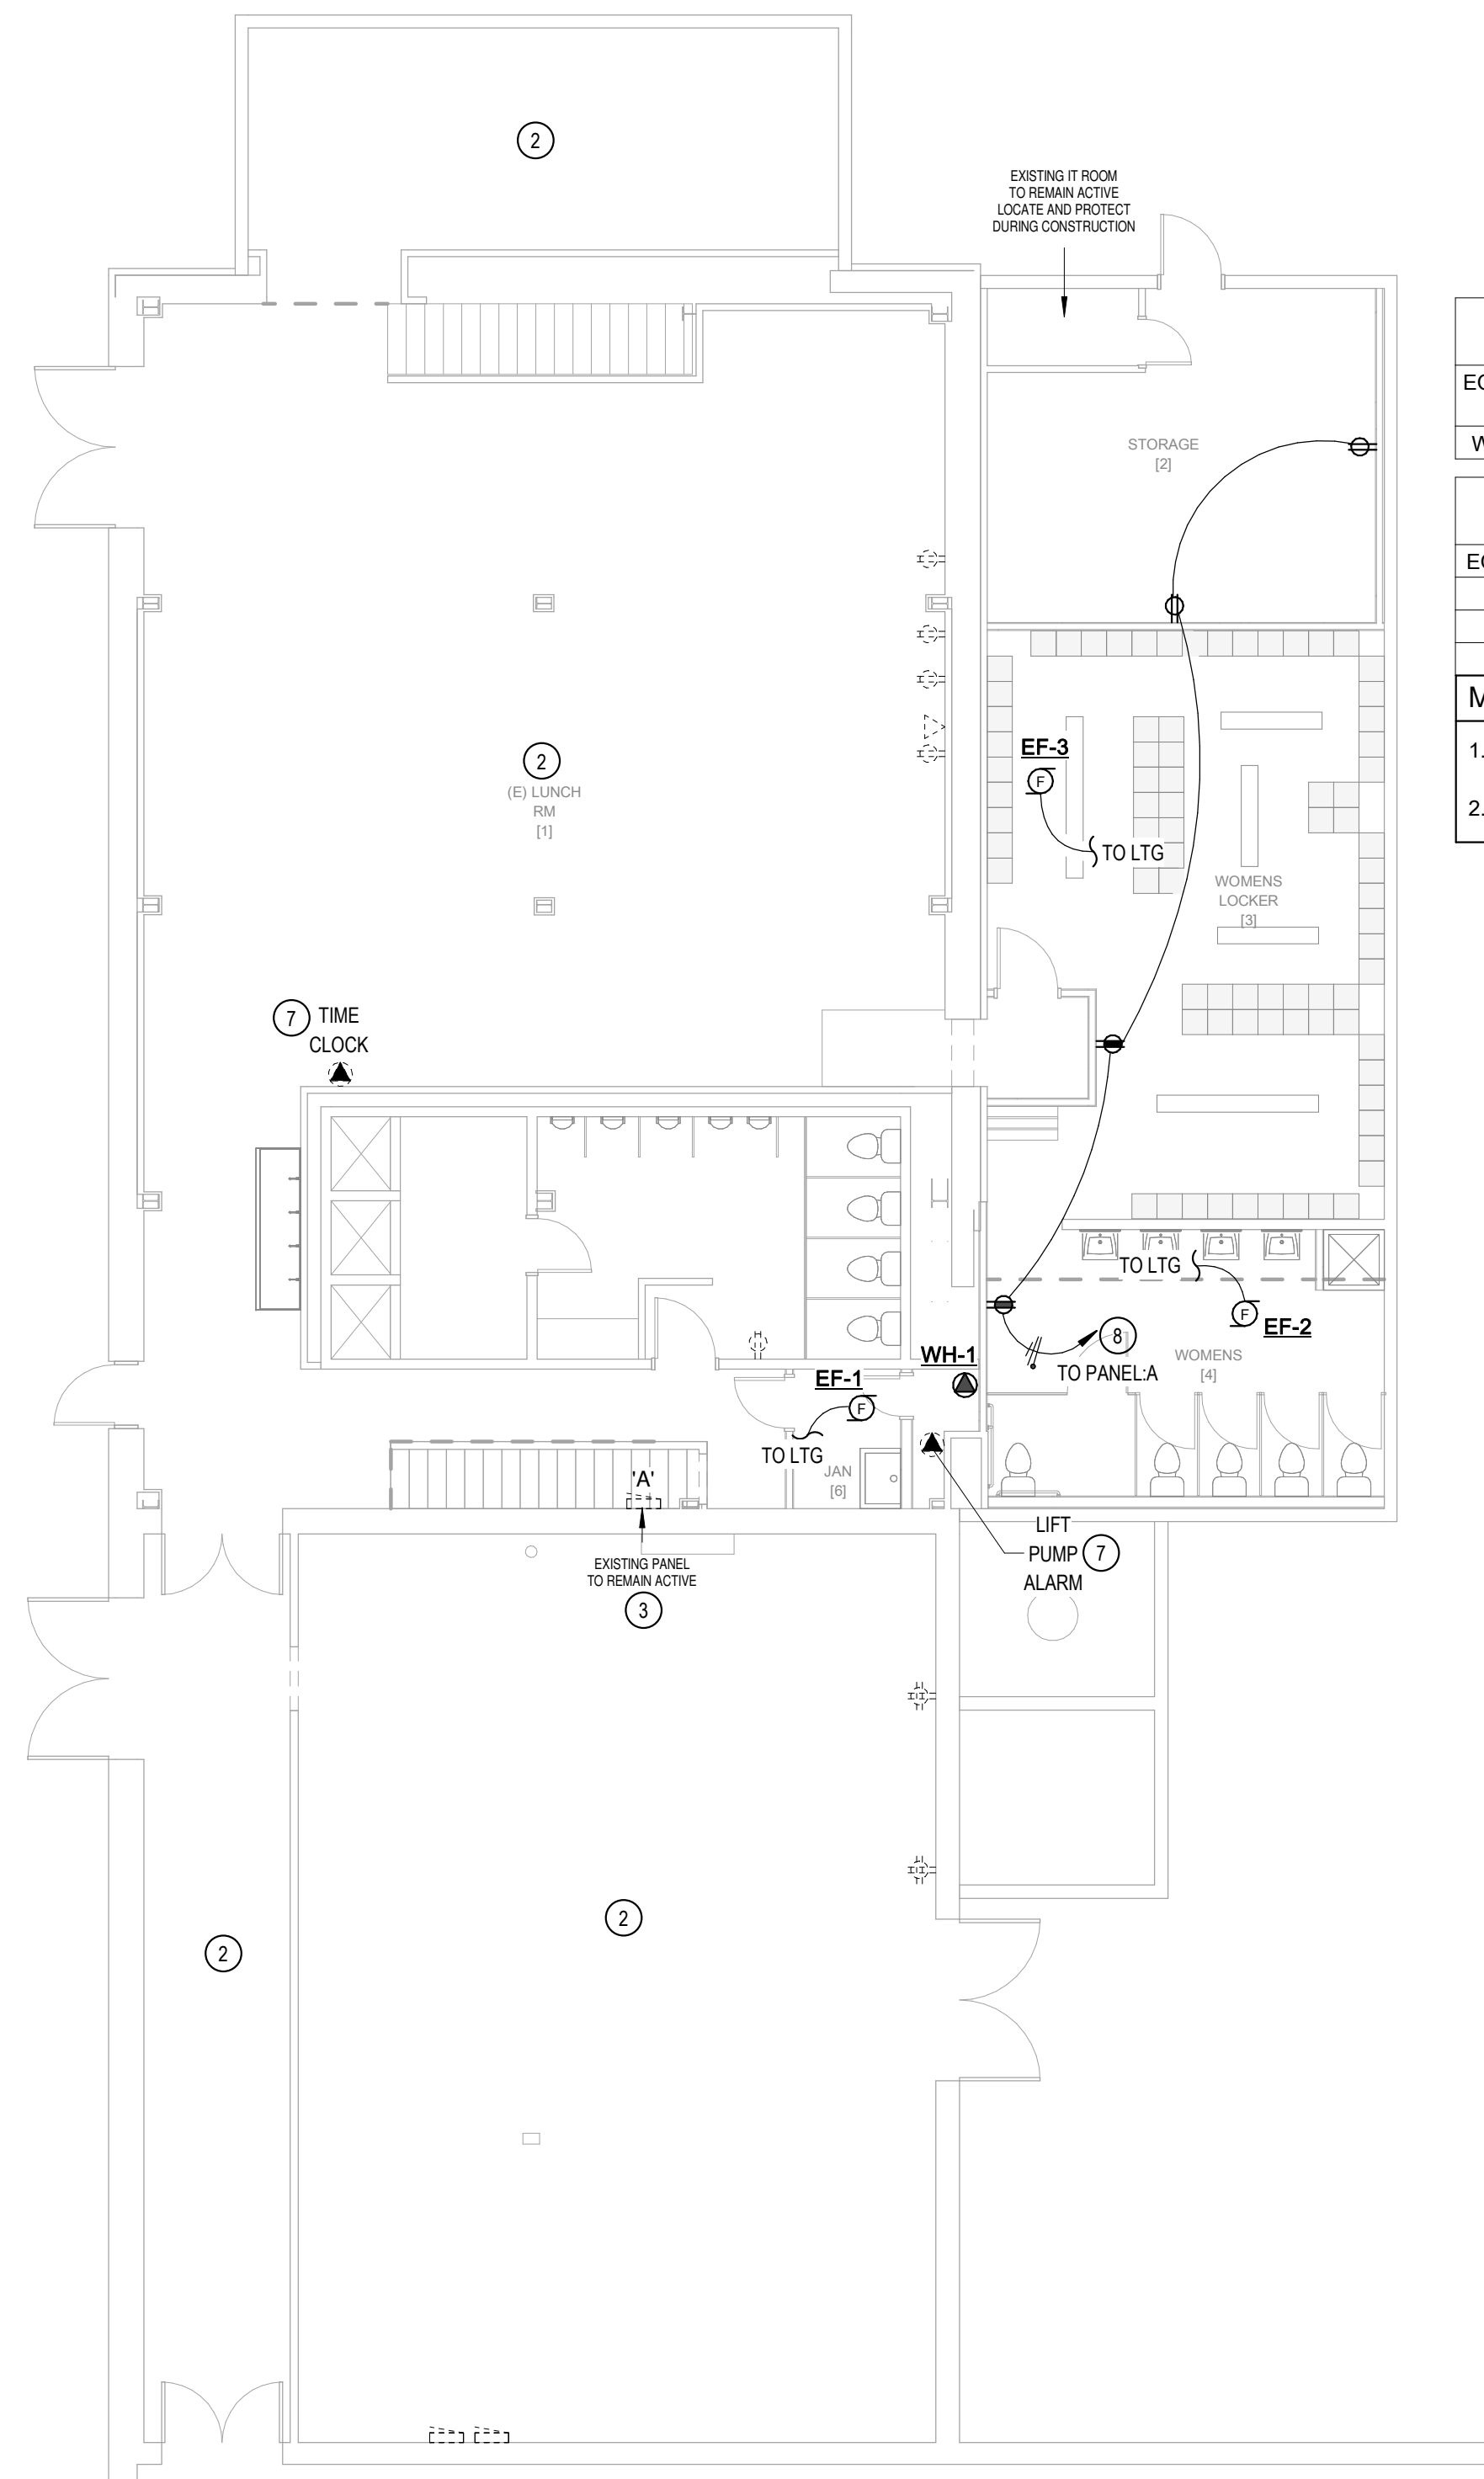 2
EXISTING IT ROOM
TO REMAIN ACTIVE
LOCATE AND PROTECT
DURING CONSTRUCTION
STORAGE
[2]
2
(E) LUNCH
RM
[1]
EF-3
F
TO LTG
WOMENS
LOCKER
[3]
7 TIME
CLOCK
TO LTG
F
EF-2
8
TO PANEL:A
WOMENS
[4]
WH-1
EF-1
F
TO LTG
JAN
[6]
'A'
EXISTING PANEL
TO REMAIN ACTIVE
3
LIFT
PUMP 7
ALARM
2
2
1.
2.